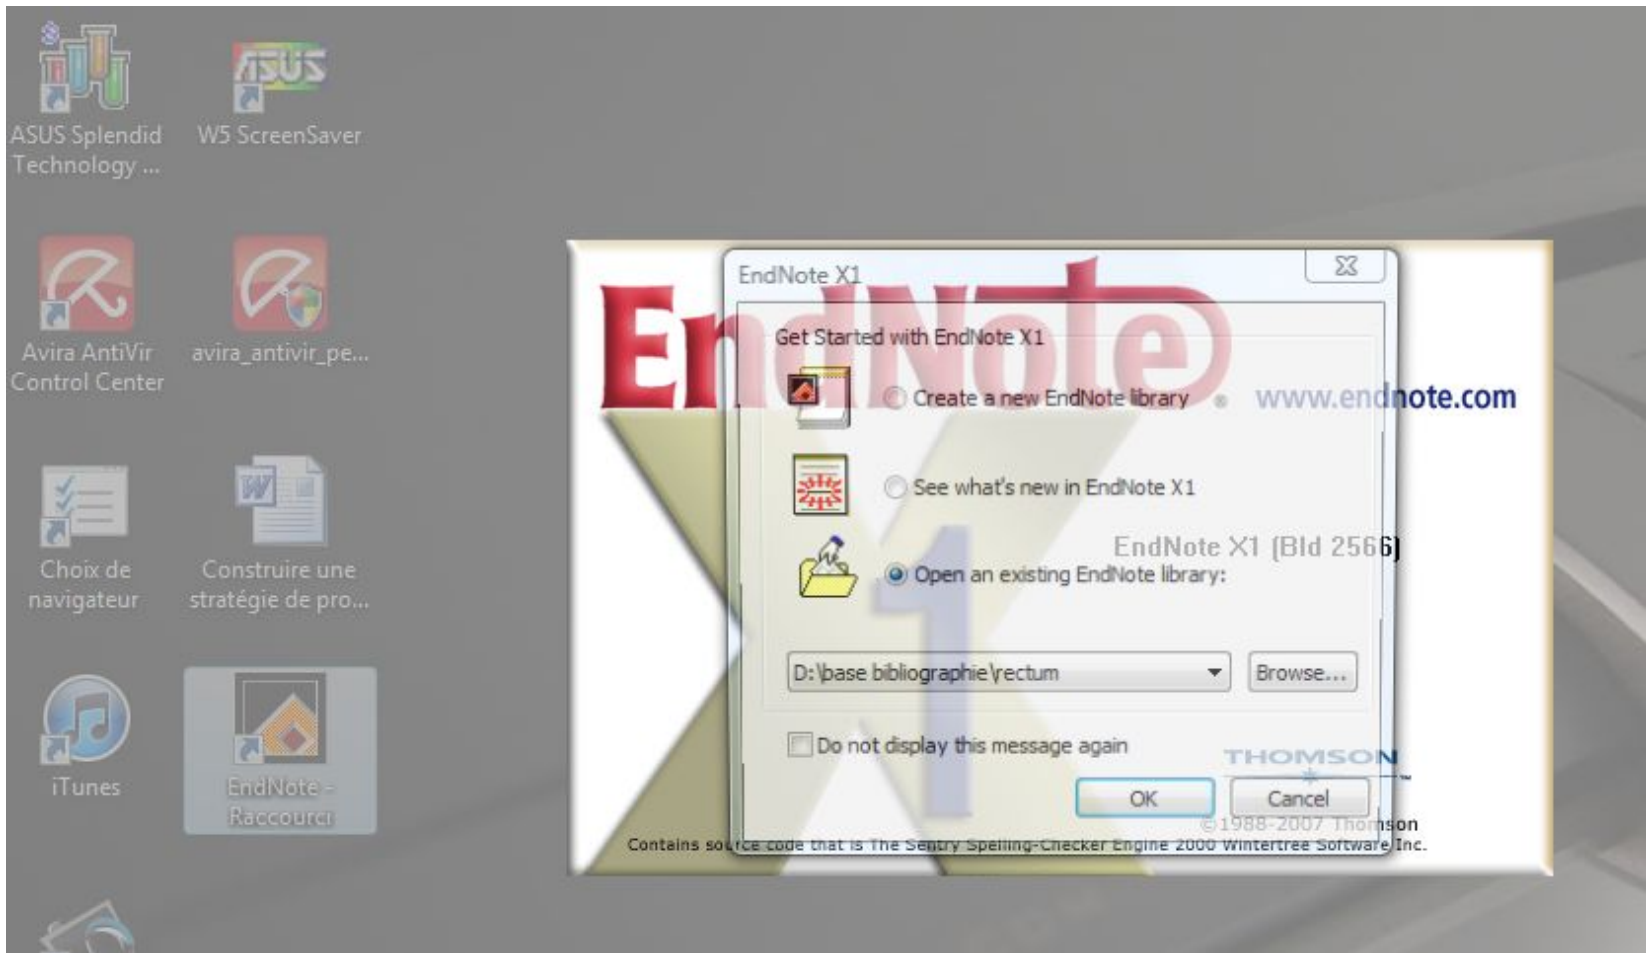 ASUS
ASUS Splendid
Technology ...
W5 ScreenSaver
Avira AntiVir
Control Center
avira_antivir_pe...
Choix de
navigateur
Construire une
stratégie de pro...
iTunes
EndNote -
Raccourci
EndNote X1
EndNote
Get Started with EndNote X1
Create a new EndNote library
® www.endnote.com
See what's new in EndNote X1
EndNote X1 (Bld 2566)
Open an existing EndNote library:
X1
D:\base bibliographie\rectum
Browse...
Do not display this message again
THOMSON
™
OK
Cancel
©1988-2007 Thomson
Contains source code that is The Sentry Spelling-Checker Engine 2000 Wintertree Software Inc.